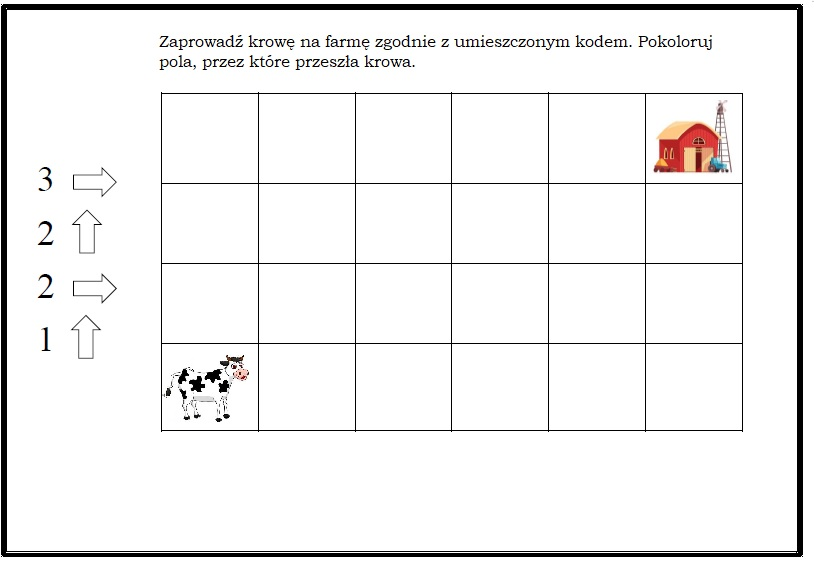 Zaprowadź krowę na farmę zgodnie z umieszczonym kodem. Pokoloruj
pola, przez które przeszła krowa.
3
2
2
1